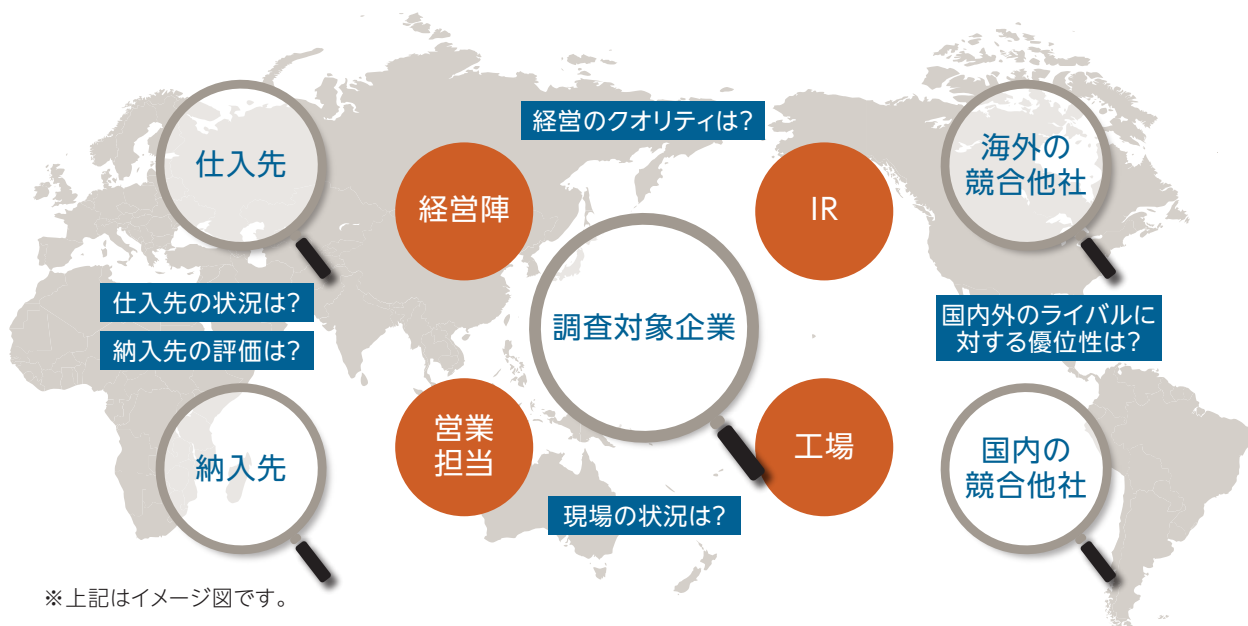 経営のクオリティは?
仕入先
経営陣
IR
海外の
競合他社
仕入先の状況は?
納入先の評価は?
調査対象企業
国内外のライバルに
対する優位性は?
納入先
営業
担当
工場
国内の
競合他社
現場の状況は?
※上記はイメージ図です。